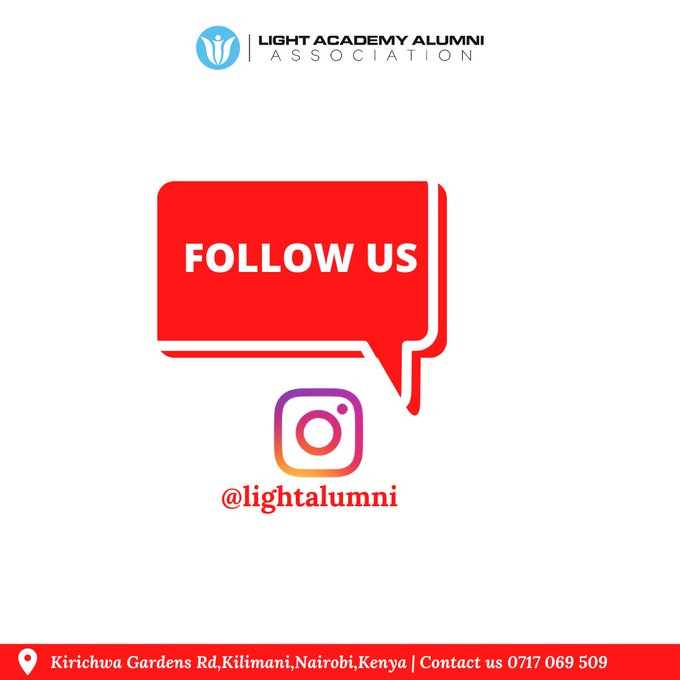 LIGHT ACADEMY ALUMNI
ASSOCIATION
FOLLOW US
@lightalumni
Kirichwa Gardens Rd,Kilimani,Nairobi,Kenya | Contact us 0717 069 509